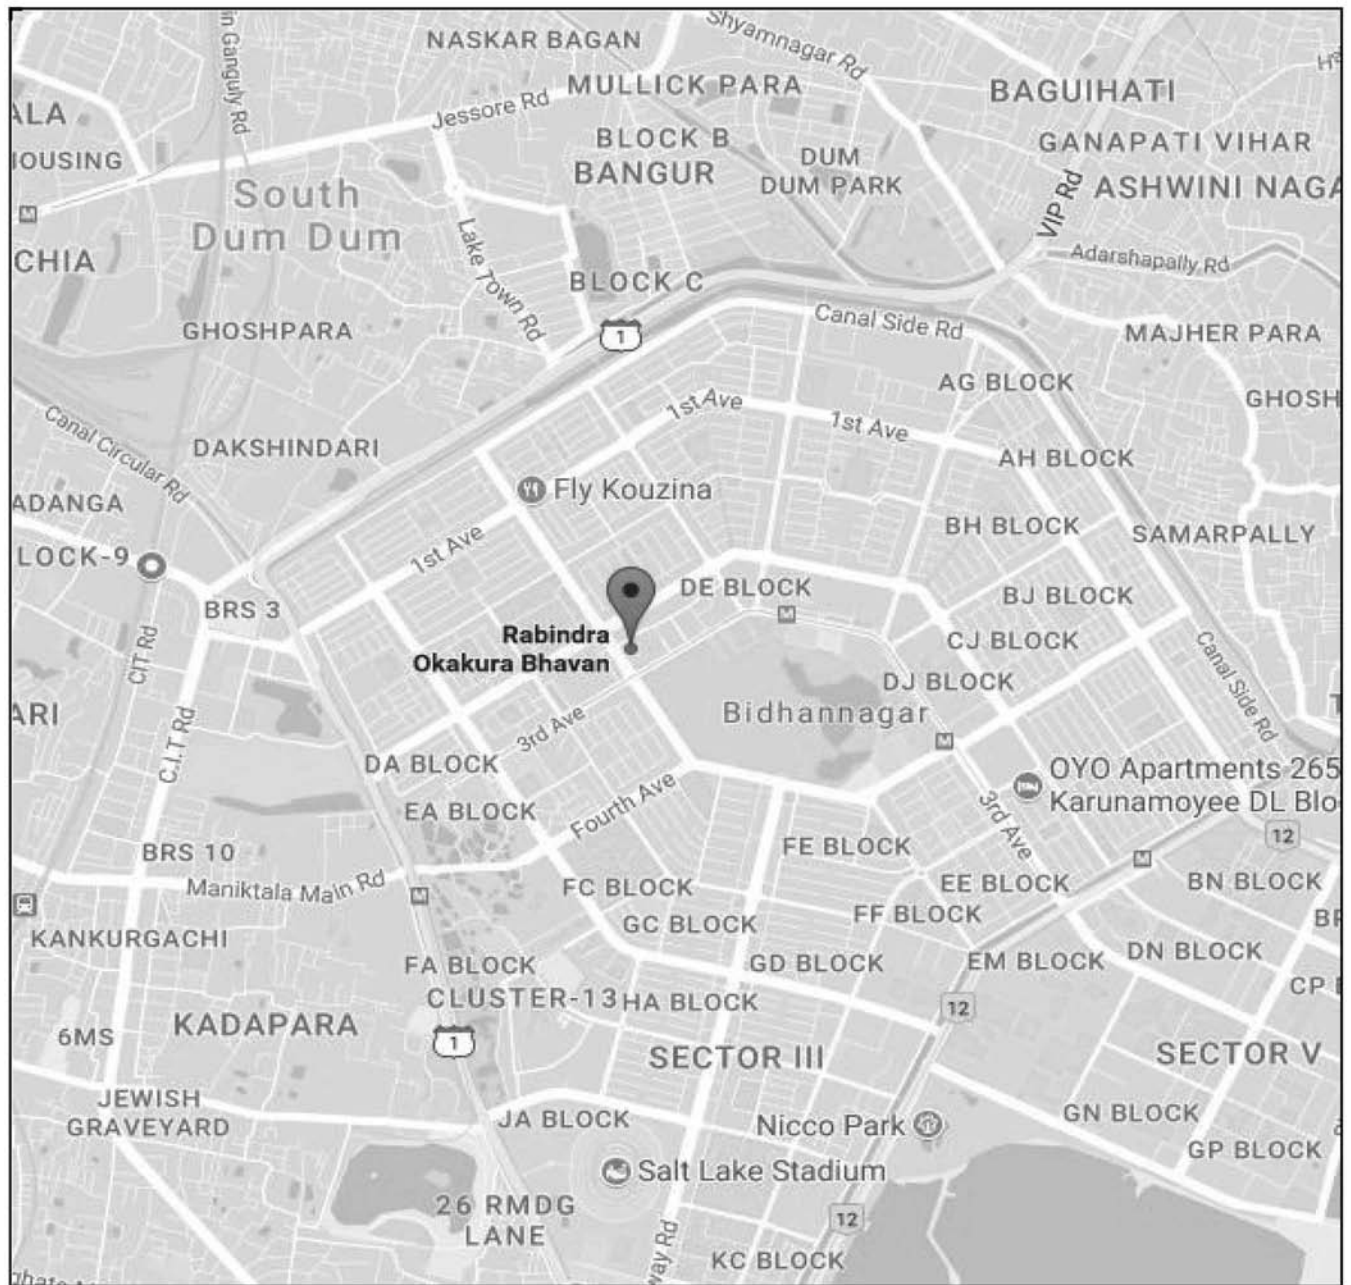 in Ganguly Rd
NASKAR BAGAN
Shyamnagar Rd
MULLICK PARA
BAGUIHATI
ALA
Jessore Rd
BLOCK B
BANGUR
DUM
DUM PARK
GANAPATI VIHAR
HOUSING
South
Dum Dum
VIP Rd
ASHWINI NAGA
M
CHIA
Lake Town Rd
BLOCK C
Adarshapally Rd
GHOSHPARA
1
Canal Side Rd
MAJHER PARA
AG BLOCK
GHOSH
Canal Circular Rd
DAKSHINDARI
1st Ave
1st Ave
AH BLOCK
ADANGA
Fly Kouzina
BH BLOCK
SAMARPALLY
LOCK-9
1st Ave
DE BLOCK
BJ BLOCK
BRS 3
M
Rabindra
Okakura Bhavan
CJ BLOCK
CIT Rd
DJ BLOCK
Canal Side Rd
ARI
C.I.T Rd
3rd Ave
Bidhannagar
M
DA BLOCK
OYO Apartments 265
Karunamoyee DL Blo
EA BLOCK
Fourth Ave
3rd Ave
12
BRS 10
FE BLOCK
M
Maniktala Main Rd
M
FC BLOCK
EE BLOCK
BN BLOCK
GC BLOCK
FF BLOCK
KANKURGACHI
FA BLOCK
GD BLOCK
EM BLOCK
DN BLOCK
CLUSTER-13
HA BLOCK
12
CP
6MS
KADAPARA
1
SECTOR III
SECTOR V
JEWISH
GRAVEYARD
JA BLOCK
Nicco Park
GN BLOCK
GP BLOCK
Salt Lake Stadium
26 RMDG
LANE
12
way Rd
KC BLOCK